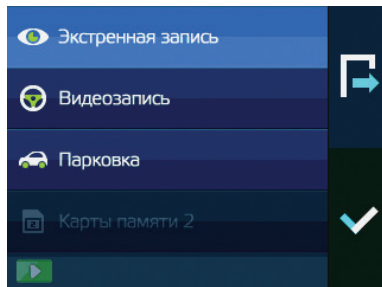 Экстренная запись
Видеозапись
Парковка
Карты памяти 2